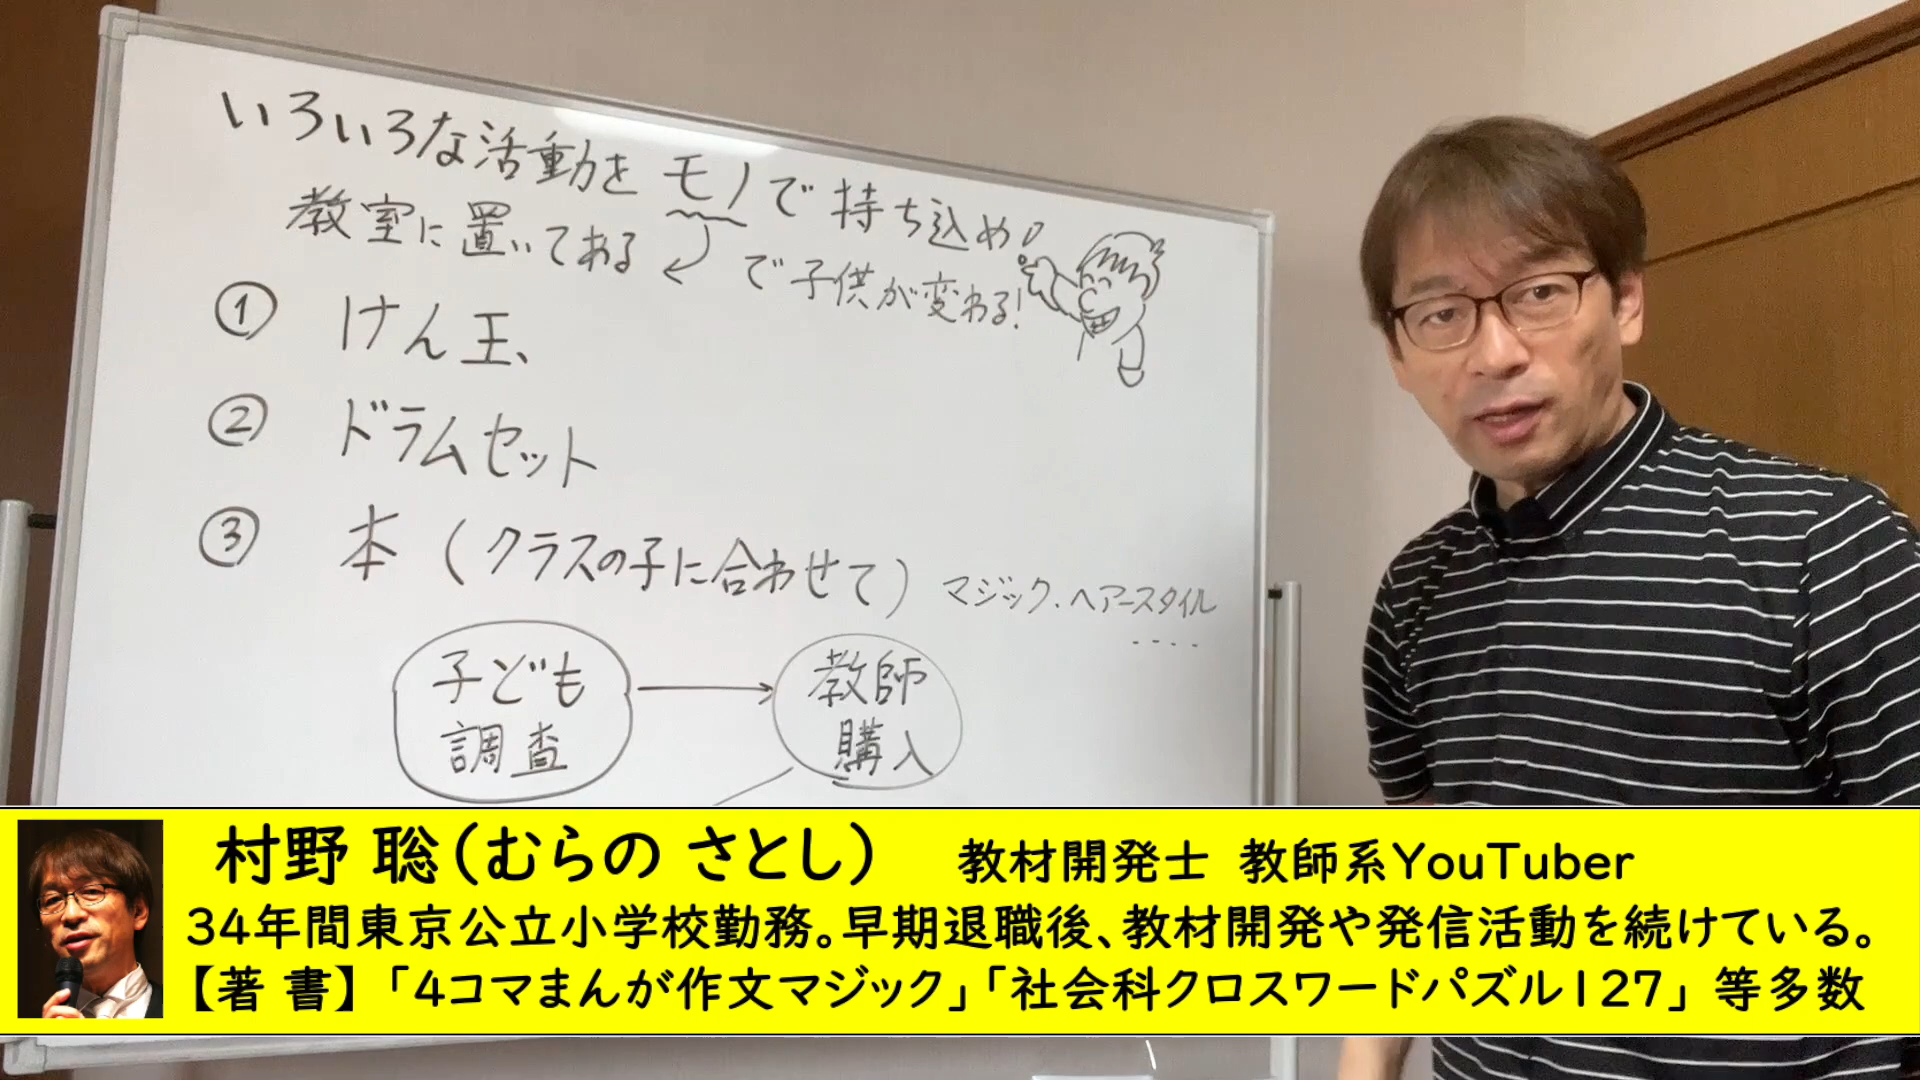 いろいろな活動をモノで持ち込め!
教室に置いてある で子供が変わる!
① けん玉
② ドラムセット
③ 本(クラスの子に合わせて) マジック、ヘアースタイル
....
子ども調査 → 教師購入
村野 聡(むらの さとし) 教材開発士 教師系YouTuber
34年間東京公立小学校勤務。早期退職後、教材開発や発信活動を続けている。
【著 書】「4コマまんが作文マジック」「社会科クロスワードパズル127」等多数